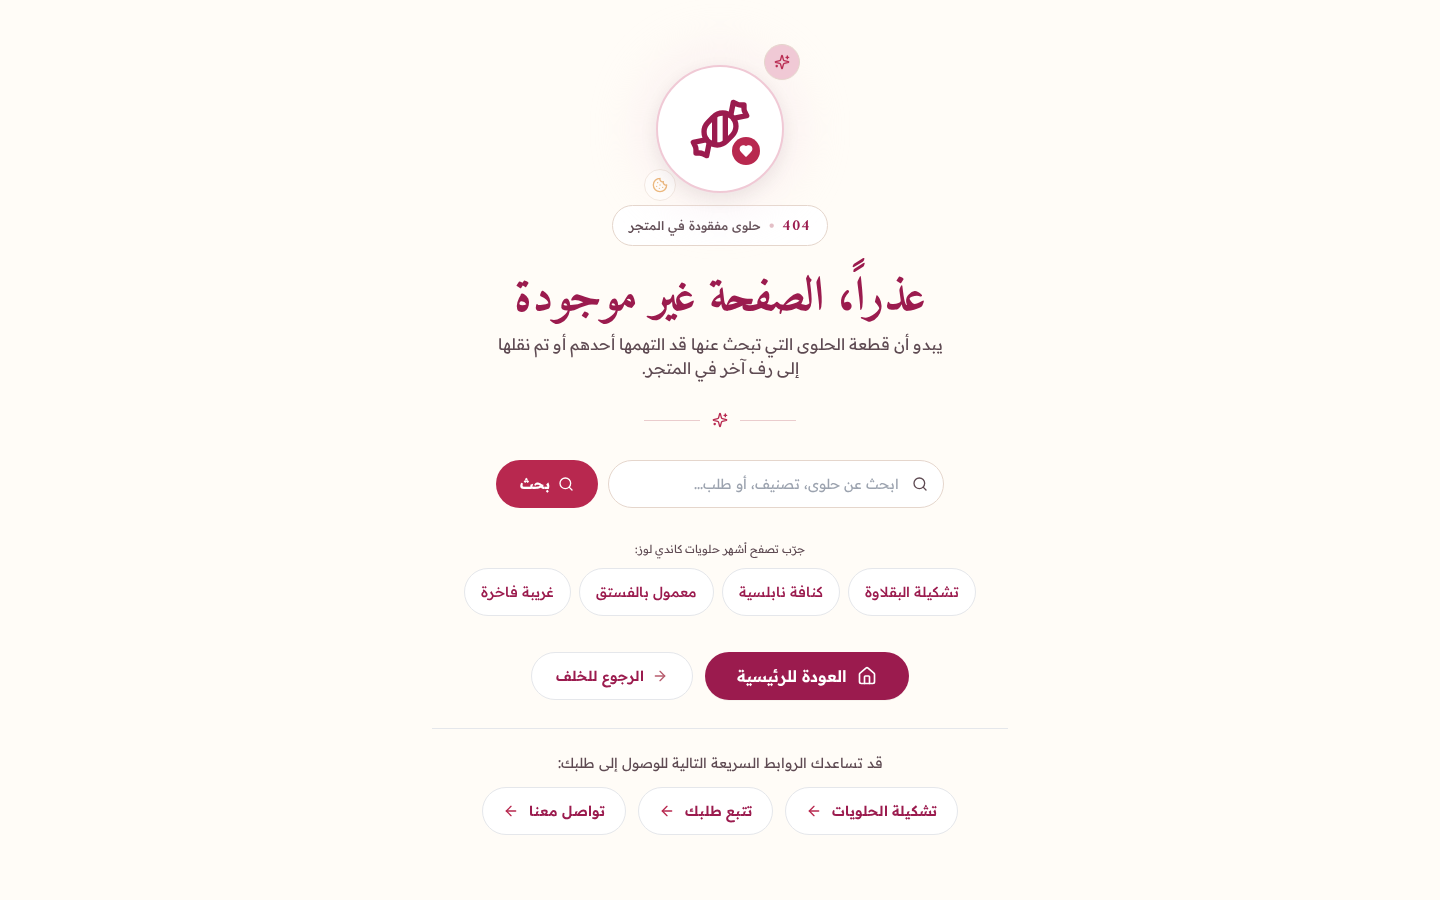 404 • حلوى مفقودة في المتجر
عذراً، الصفحة غير موجودة
يبدو أن قطعة الحلوى التي تبحث عنها قد التهمها أحدهم أو تم نقلها
إلى رف آخر في المتجر.
ابحث عن حلوى، تصنيف، أو طلب...
بحث
جرّب تصفح أشهر حلويات كاندي لوز:
تشكيلة البقلاوة
كنافة نابلسية
معمول بالفستق
غريبة فاخرة
العودة للرئيسية
الرجوع للخلف
قد تساعدك الروابط السريعة التالية للوصول إلى طلبك:
تشكيلة الحلويات
تتبع طلبك
تواصل معنا